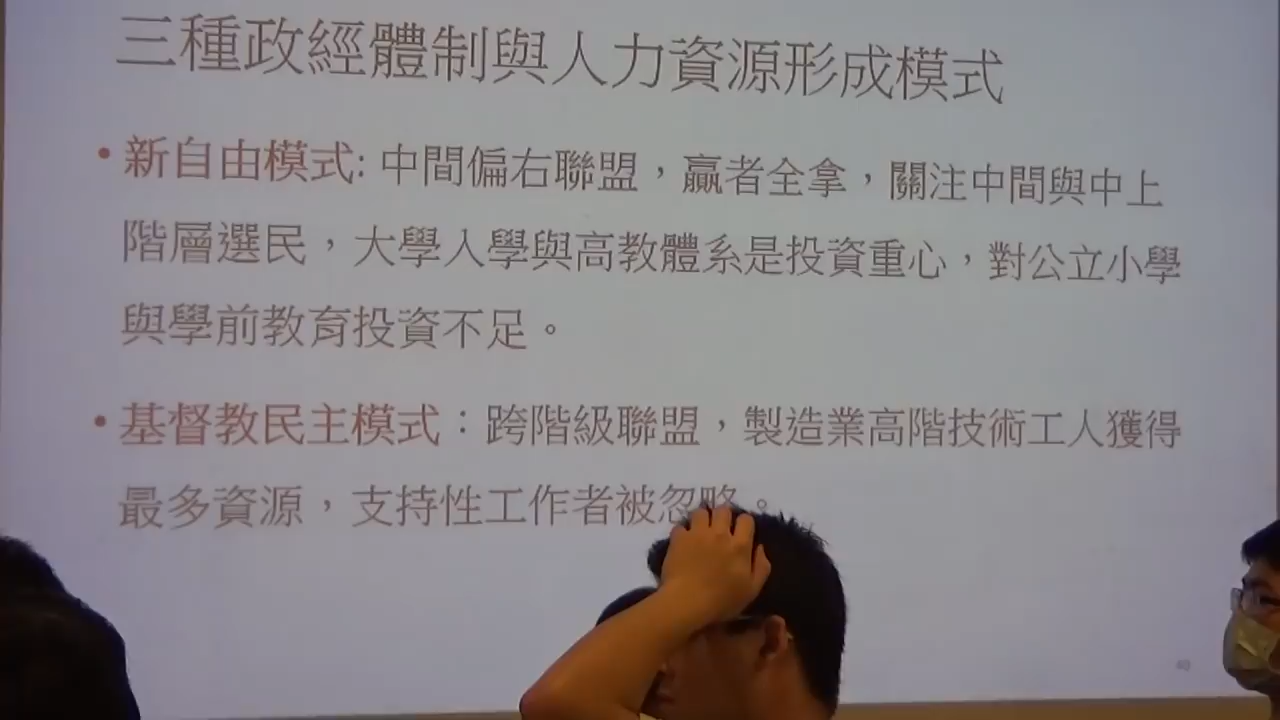 三種政經體制與人力資源形成模式
•新自由模式: 中間偏右聯盟，贏者全拿，關注中間與中上
階層選民，大學入學與高教體系是投資重心，對公立小學
與學前教育投資不足。
•基督教民主模式：跨階級聯盟，製造業高階技術工人獲得
最多資源，支持性工作者被忽略。